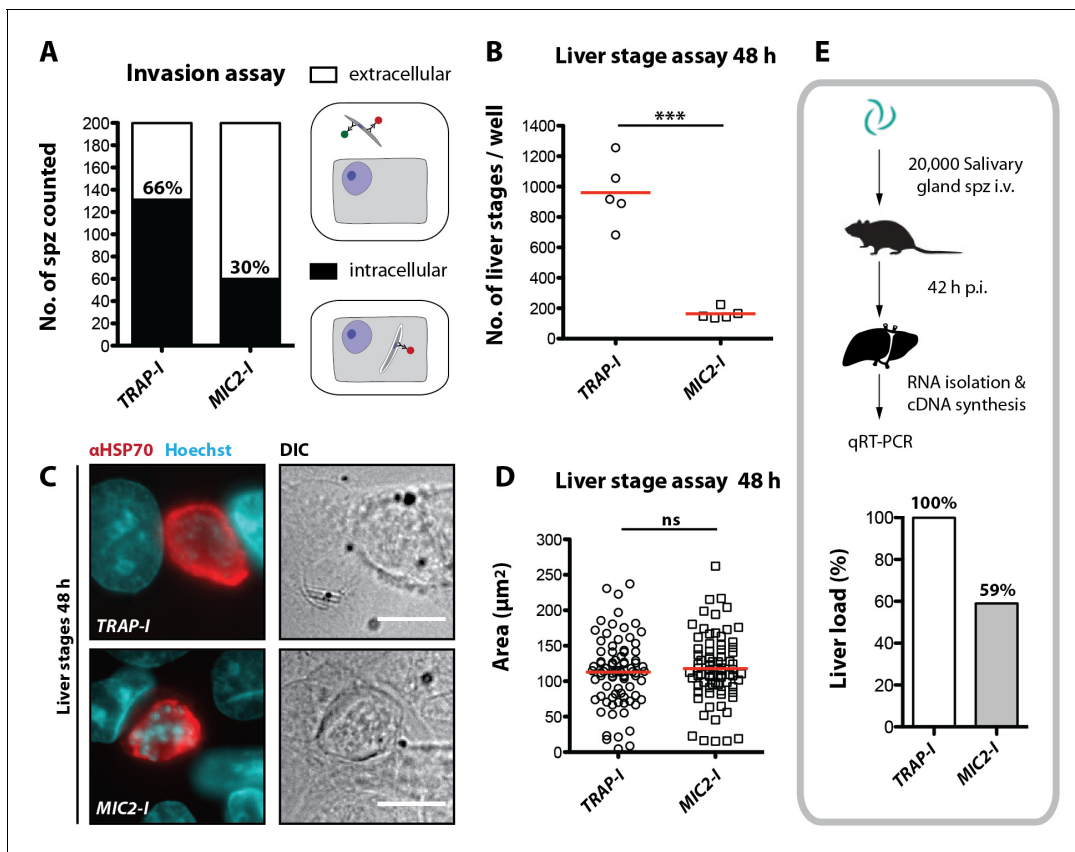 A
Invasion assay
extracellular
No. of spz counted
200
180
160
140
120
100
80
60
40
20
0
66%
30%
TRAP-I
MIC2-I
intracellular
B
Liver stage assay 48 h
No. of liver stages / well
1400
1200
1000
800
600
400
200
0
***
TRAP-I
MIC2-I
C
αHSP70 Hoechst
DIC
Liver stages 48 h
TRAP-I
MIC2-I
D
Liver stage assay 48 h
Area (µm²)
300
250
200
150
100
50
0
ns
TRAP-I
MIC2-I
E
20,000 Salivary
gland spz i.v.
42 h p.i.
RNA isolation &
cDNA synthesis
qRT-PCR
Liver load (%)
100
80
60
40
20
0
100%
59%
TRAP-I
MIC2-I